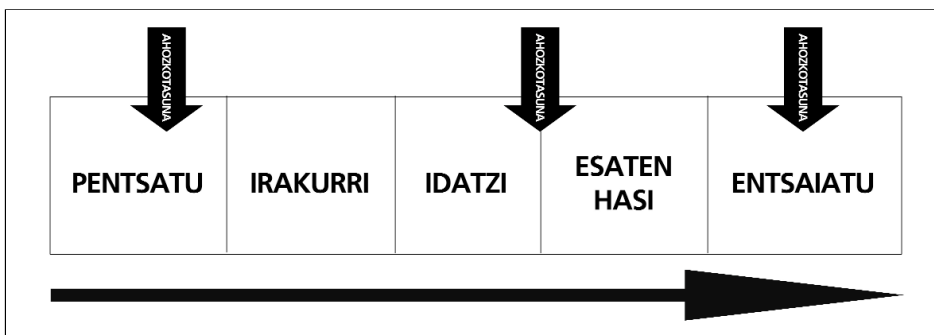 AHOZKOTASUNA
AHOZKOTASUNA
AHOZKOTASUNA
PENTSATU
IRAKURRI
IDATZI
ESATEN
HASI
ENTSAIATU